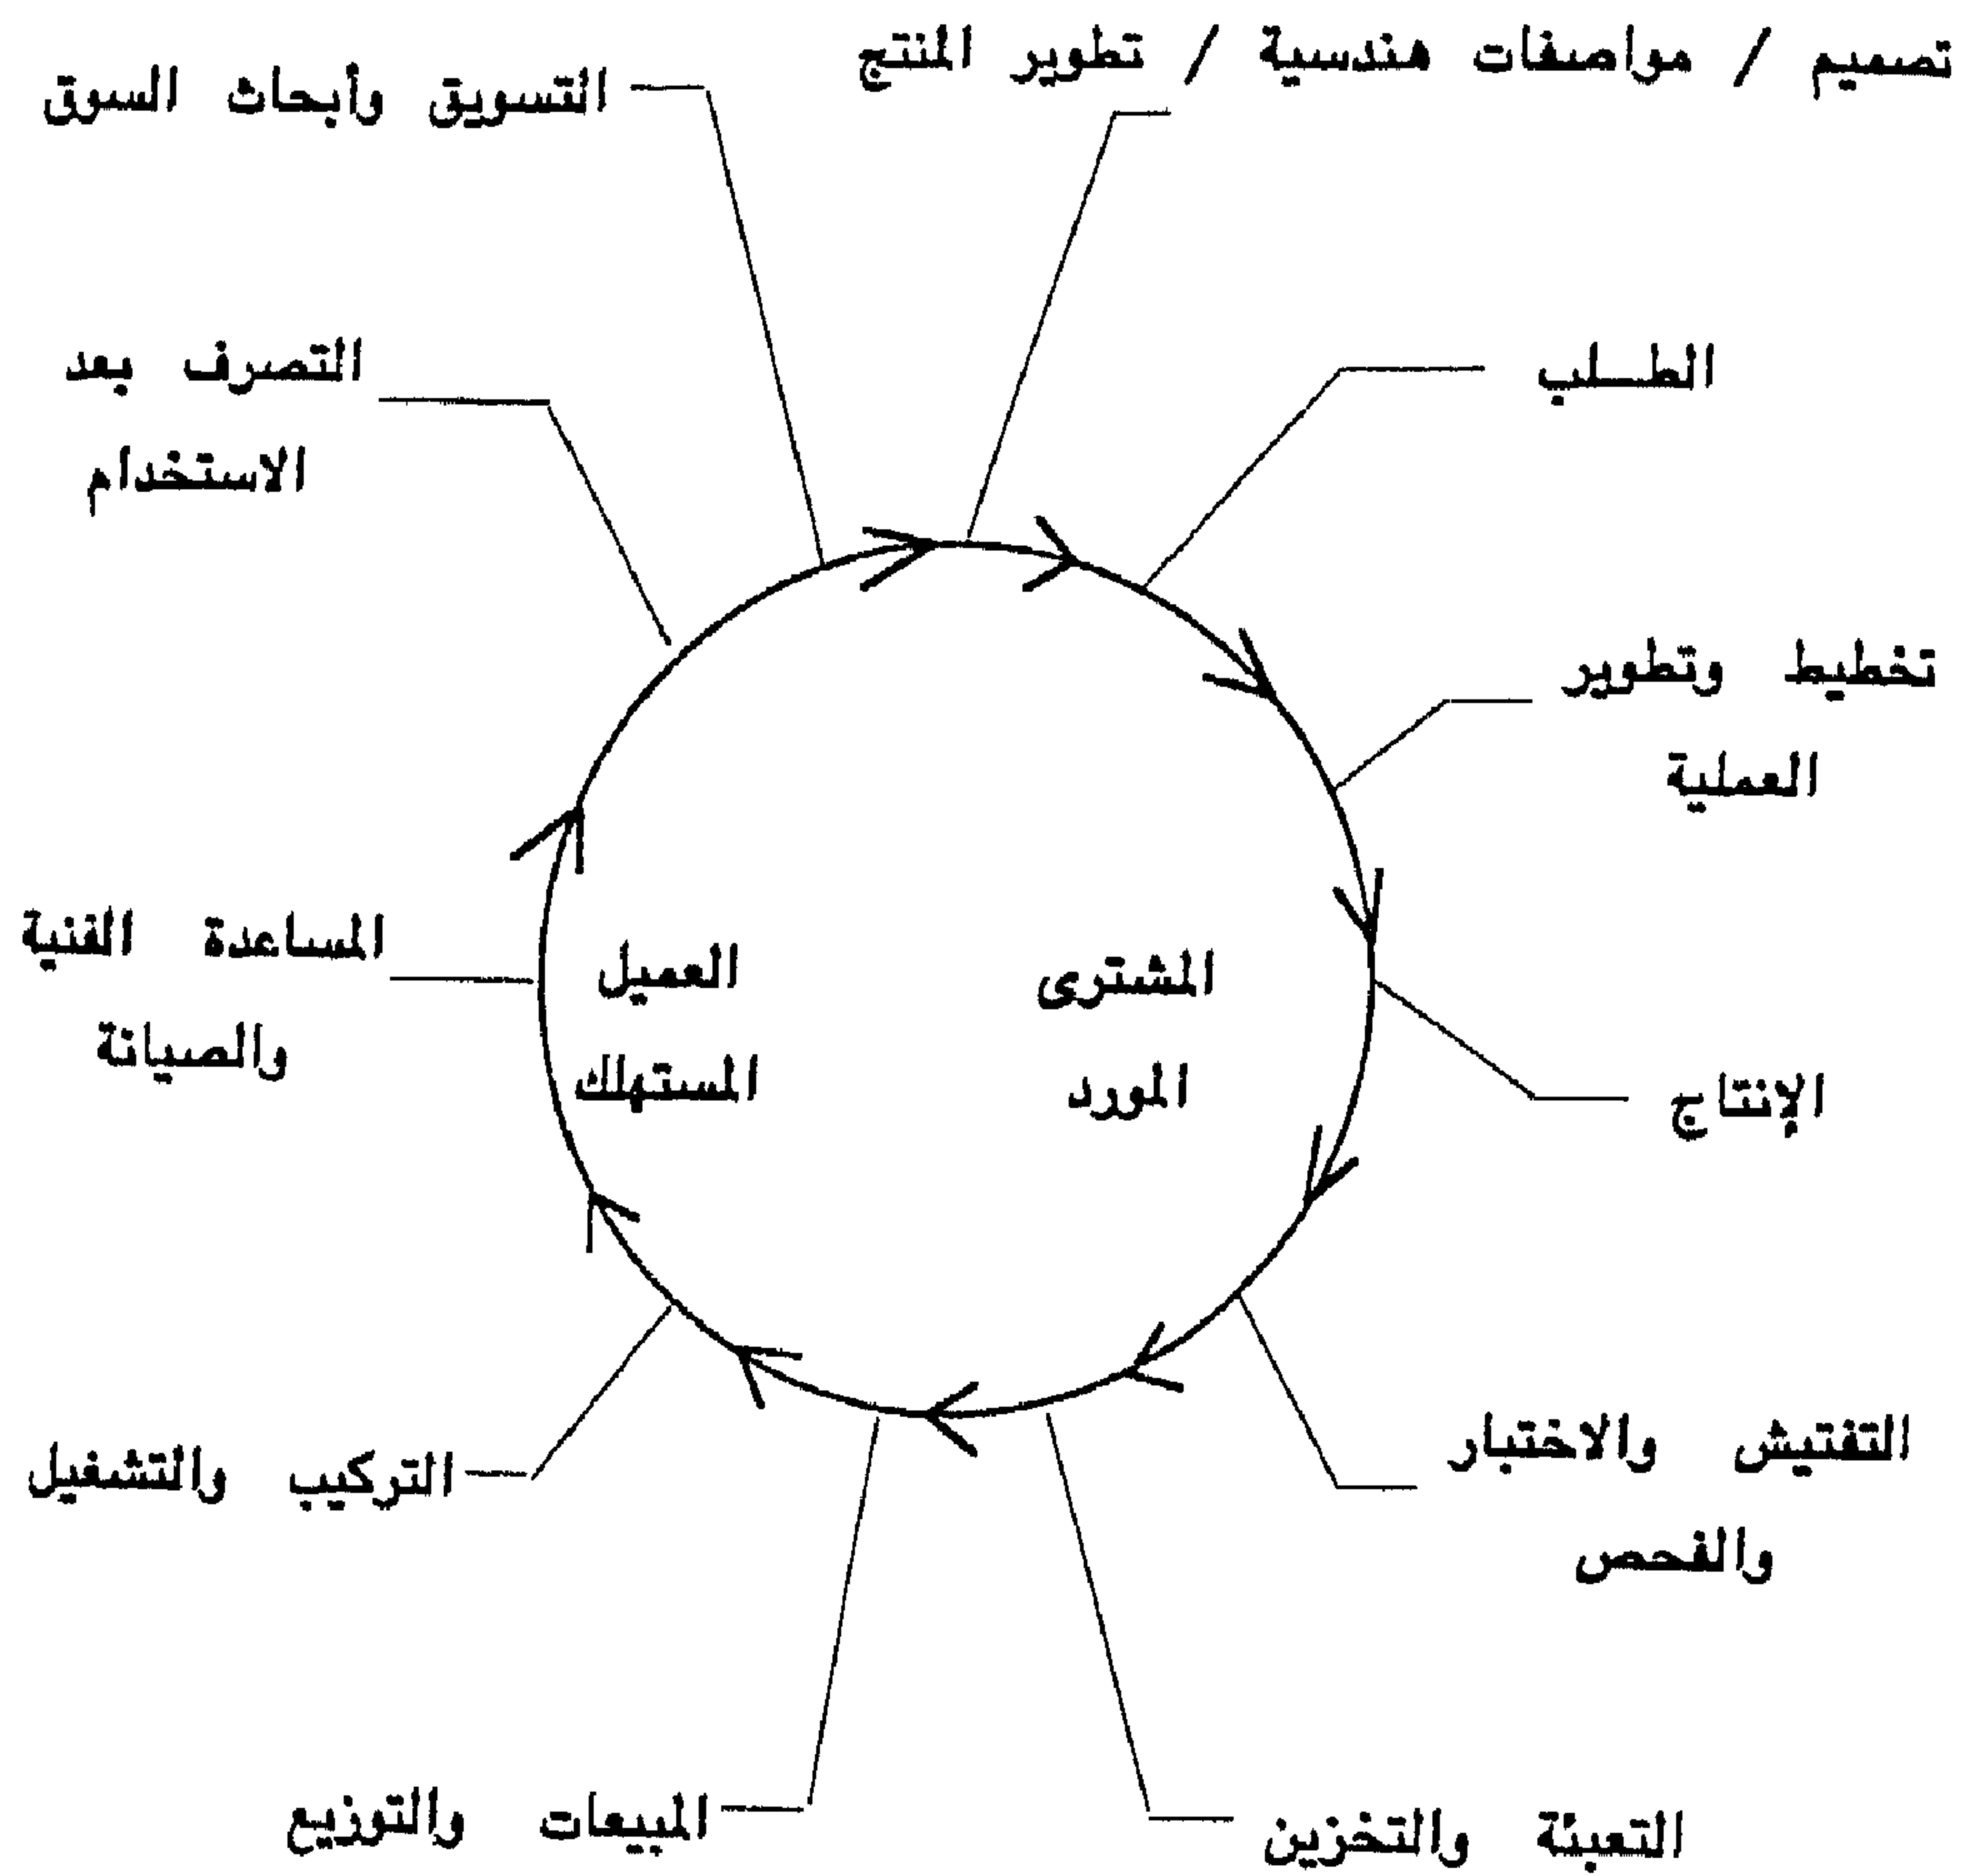 تصميم / مواصفات هندسية / تطوير المنتج
التسويق وأبحاث السوق
الطلب
التصرف بعد
الاستخدام
تخطيط وتطوير
العملية
المساعدة الفنية
والصيانة
العميل
المستهلك
المشترى
المورد
الإنتاج
التفتيش والاختبار
والفحص
التركيب والتشغيل
التعبئة والتخزين
المبيعات والتوزيع